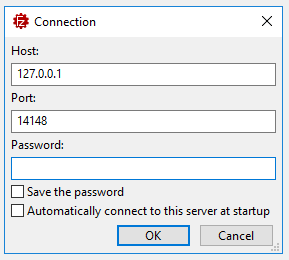 Connection
Host:
127.0.0.1
Port:
14148
Password:
Save the password
Automatically connect to this server at startup
OK
Cancel